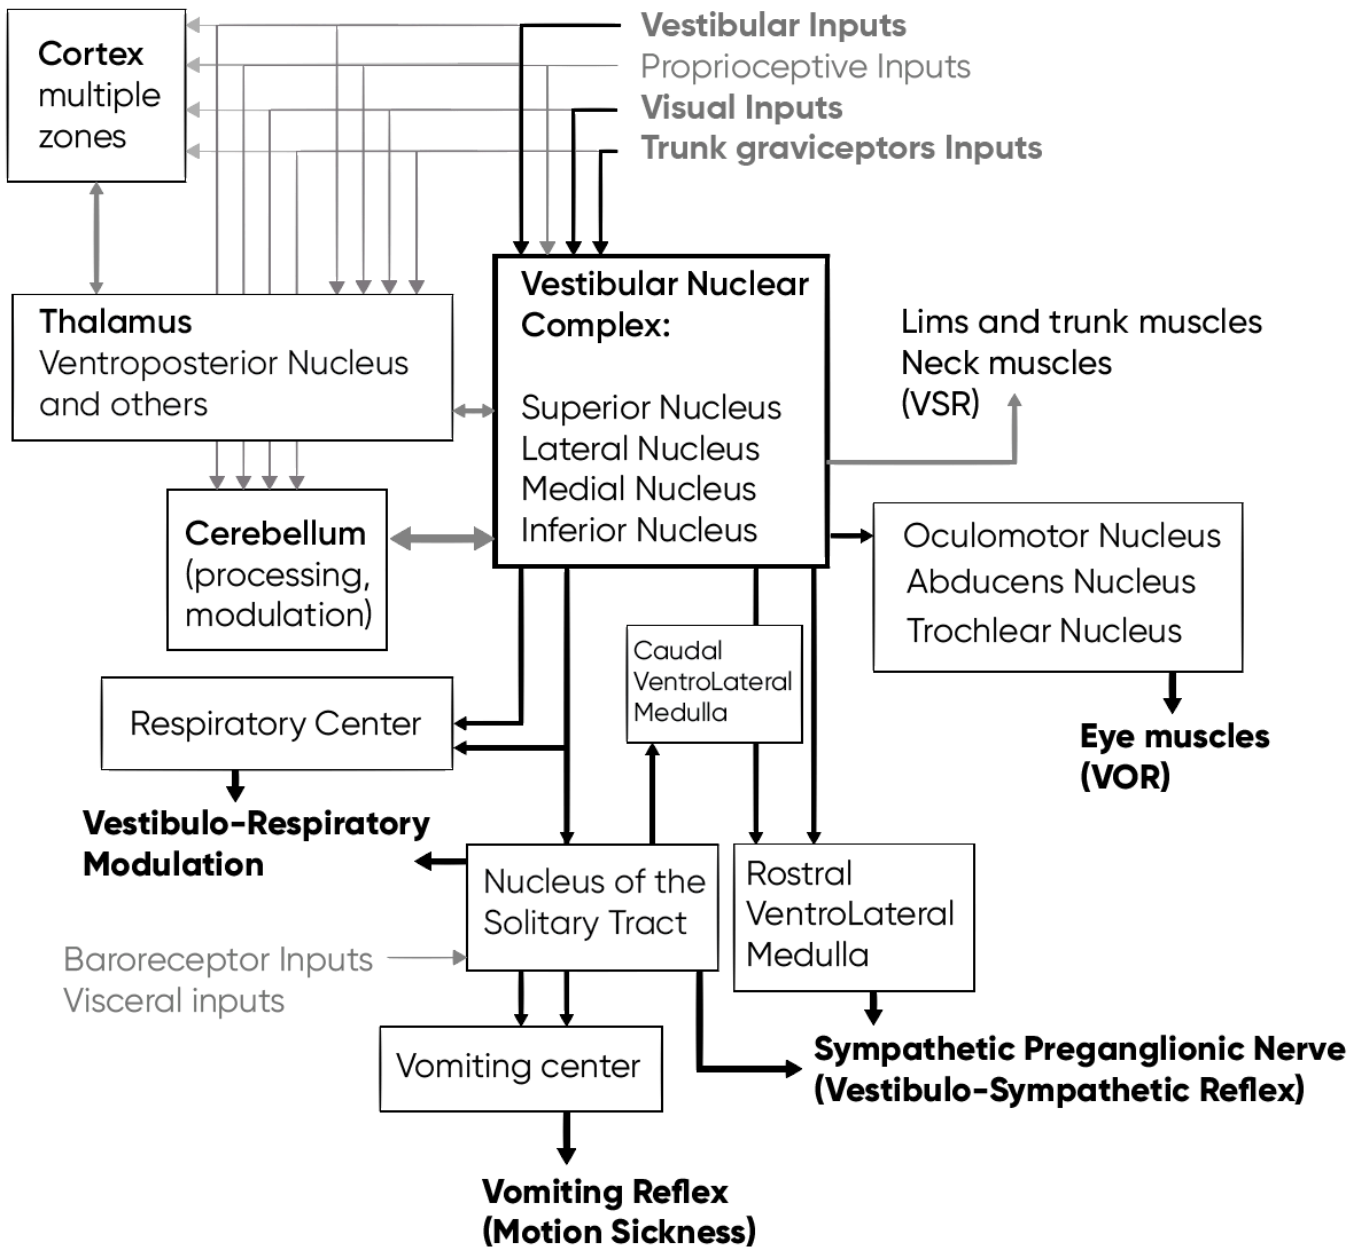 Cortex
multiple
zones
Vestibular Inputs
Proprioceptive Inputs
Visual Inputs
Trunk graviceptors Inputs
Thalamus
Ventroposterior Nucleus
and others
Vestibular Nuclear
Complex:
Superior Nucleus
Lateral Nucleus
Medial Nucleus
Inferior Nucleus
Lims and trunk muscles
Neck muscles
(VSR)
Cerebellum
(processing,
modulation)
Oculomotor Nucleus
Abducens Nucleus
Trochlear Nucleus
Eye muscles
(VOR)
Caudal
VentroLateral
Medulla
Respiratory Center
Vestibulo-Respiratory
Modulation
Nucleus of the
Solitary Tract
Rostral
VentroLateral
Medulla
Baroreceptor Inputs
Visceral inputs
Vomiting center
Sympathetic Preganglionic Nerve
(Vestibulo-Sympathetic Reflex)
Vomiting Reflex
(Motion Sickness)